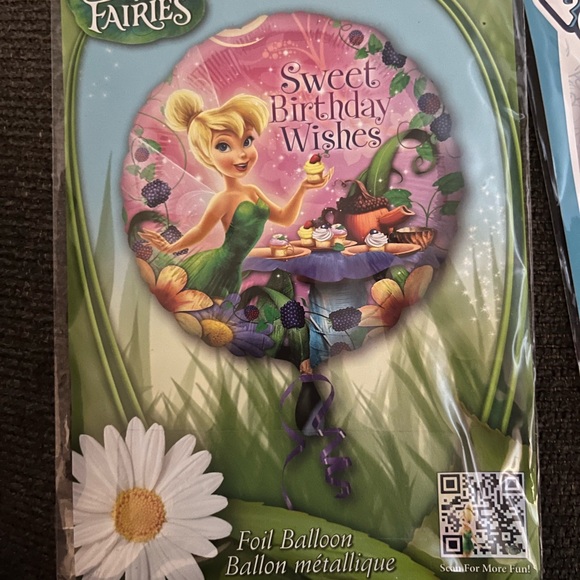 FAIRIES
Sweet
Birthday
Wishes
Foil Balloon
Ballon métallique
Scan For More Fun!